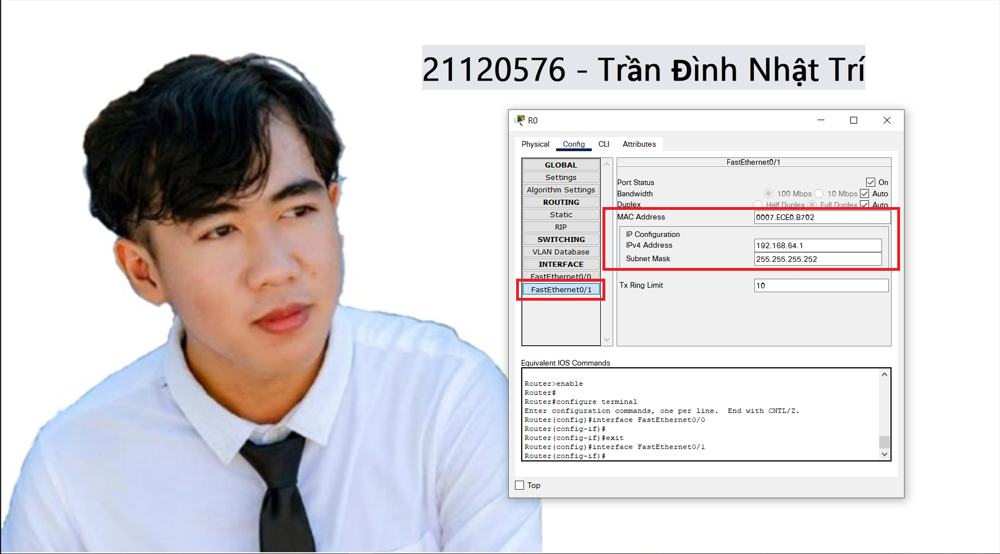 21120576 - Trần Đình Nhật Trí
R0
Physical Config CLI Attributes
GLOBAL
Settings
Algorithm Settings
ROUTING
Static
RIP
SWITCHING
VLAN Database
INTERFACE
FastEthernet0/0
FastEthernet0/1
FastEthernet0/1
Port Status On
Bandwidth 100 Mbps 10 Mbps Auto
Duplex Half Duplex Full Duplex Auto
MAC Address 0007.ECE0.B702
IP Configuration
IPv4 Address 192.168.64.1
Subnet Mask 255.255.255.252
Tx Ring Limit 10
Equivalent IOS Commands
Router>enable
Router#
Router#configure terminal
Enter configuration commands, one per line. End with CNTL/Z.
Router(config)#interface FastEthernet0/0
Router(config-if)#
Router(config-if)#exit
Router(config)#interface FastEthernet0/1
Router(config-if)#
Top